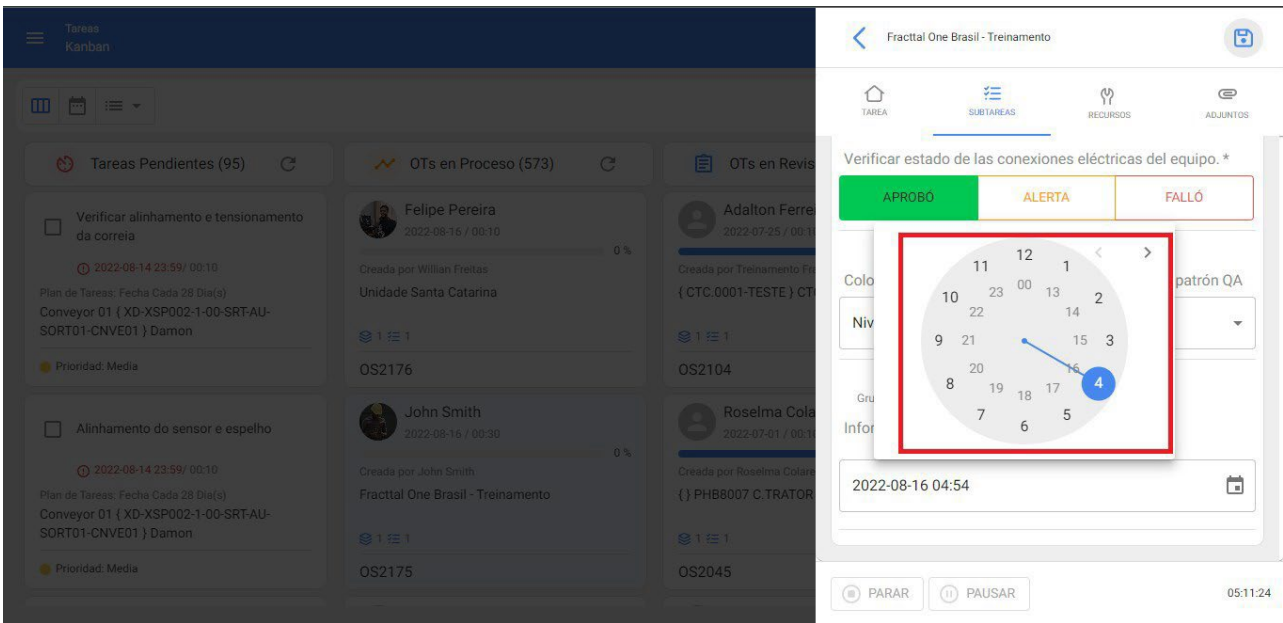 Tareas
Kanban
Tareas Pendientes (95)
Verificar alinhamento e tensionamento
da correia
2022-08-14 23:59/ 00:10
Plan de Tareas: Fecha Cada 28 Dia(s)
Conveyor 01 { XD-XSP002-1-00-SRT-AU-
SORT01-CNVE01 } Damon
Prioridad: Media
Alinhamento do sensor e espelho
2022-08-14 23:59/ 00:10
Plan de Tareas: Fecha Cada 28 Dia(s)
Conveyor 01 { XD-XSP002-1-00-SRT-AU-
SORT01-CNVE01 } Damon
Prioridad: Media
OTs en Proceso (573)
Felipe Pereira
2022-08-16 / 00:10
0 %
Creada por Willian Freitas
Unidade Santa Catarina
1 1
OS2176
John Smith
2022-08-16 / 00:30
0 %
Creada por John Smith
Fracttal One Brasil - Treinamento
1 1
OS2175
OTs en Revis
Adalton Ferrei
2022-07-25 / 00:10
Creada por Treinamento Fra
{ CTC.0001-TESTE } CT
1 1
OS2104
Roselma Cola
2022-07-01 / 00:10
Creada por Roselma Colare
{ } PHB8007 C.TRATOR
1 1
OS2045
Fracttal One Brasil - Treinamento
TAREA
SUBTAREAS
RECURSOS
ADJUNTOS
Verificar estado de las conexiones eléctricas del equipo. *
APROBÓ
ALERTA
FALLÓ
Colo
patrón QA
Niv
12
11 1
00
23 13
10 2
22 14
9 21 15 3
20 16
8 4
19 17
18
7 5
6
Gru
Infor
2022-08-16 04:54
PARAR
PAUSAR
05:11:24